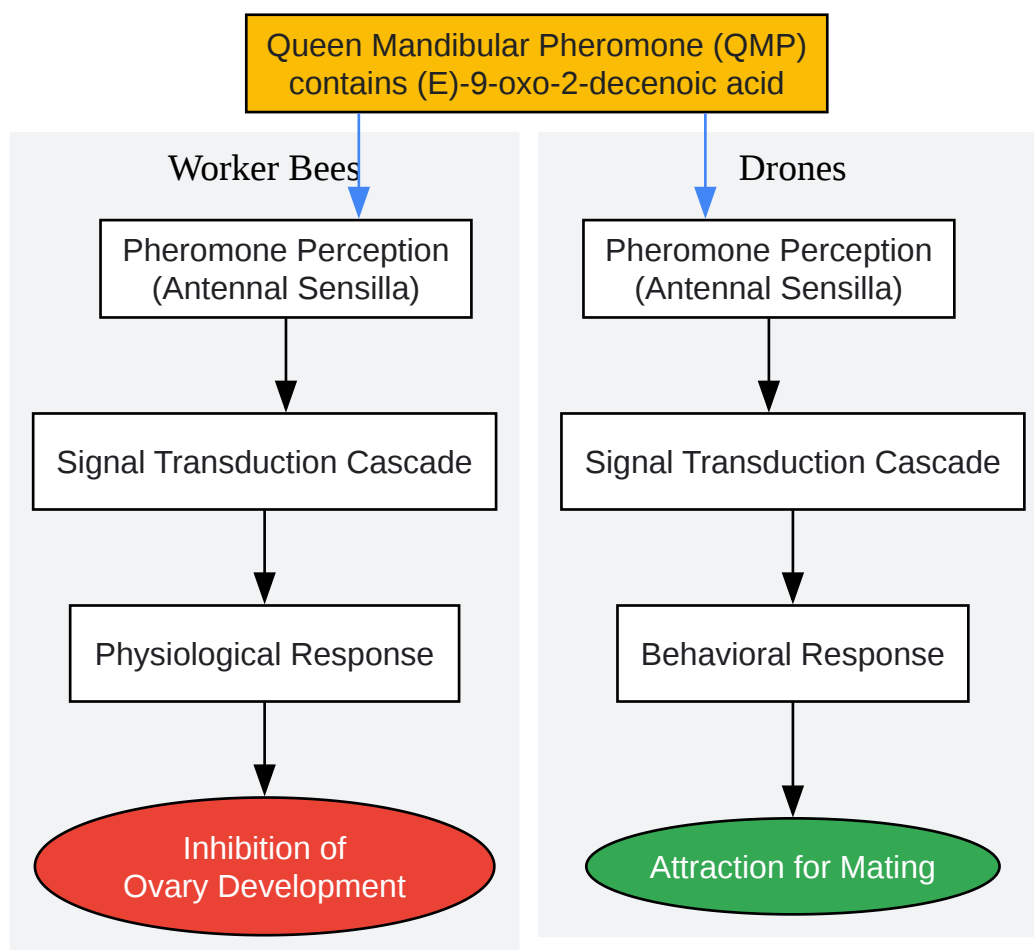 Queen Mandibular Pheromone (QMP)
contains (E)-9-oxo-2-decenoic acid
Worker Bees
Pheromone Perception
(Antennal Sensilla)
Signal Transduction Cascade
Physiological Response
Inhibition of
Ovary Development
Drones
Pheromone Perception
(Antennal Sensilla)
Signal Transduction Cascade
Behavioral Response
Attraction for Mating